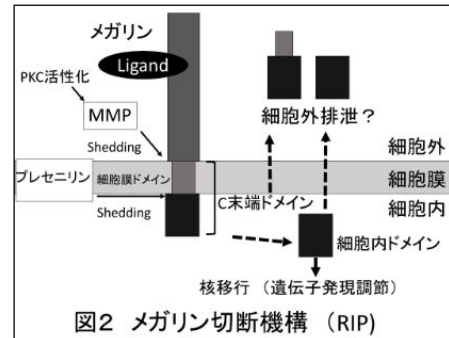 メガリン
Ligand
PKC活性化
MMP
Shedding
細胞外排泄？
細胞外
プレセニリン
細胞膜ドメイン
細胞膜
Shedding
C末端ドメイン
細胞内
細胞内ドメイン
核移行 （遺伝子発現調節）
図2 メガリン切断機構 （RIP)